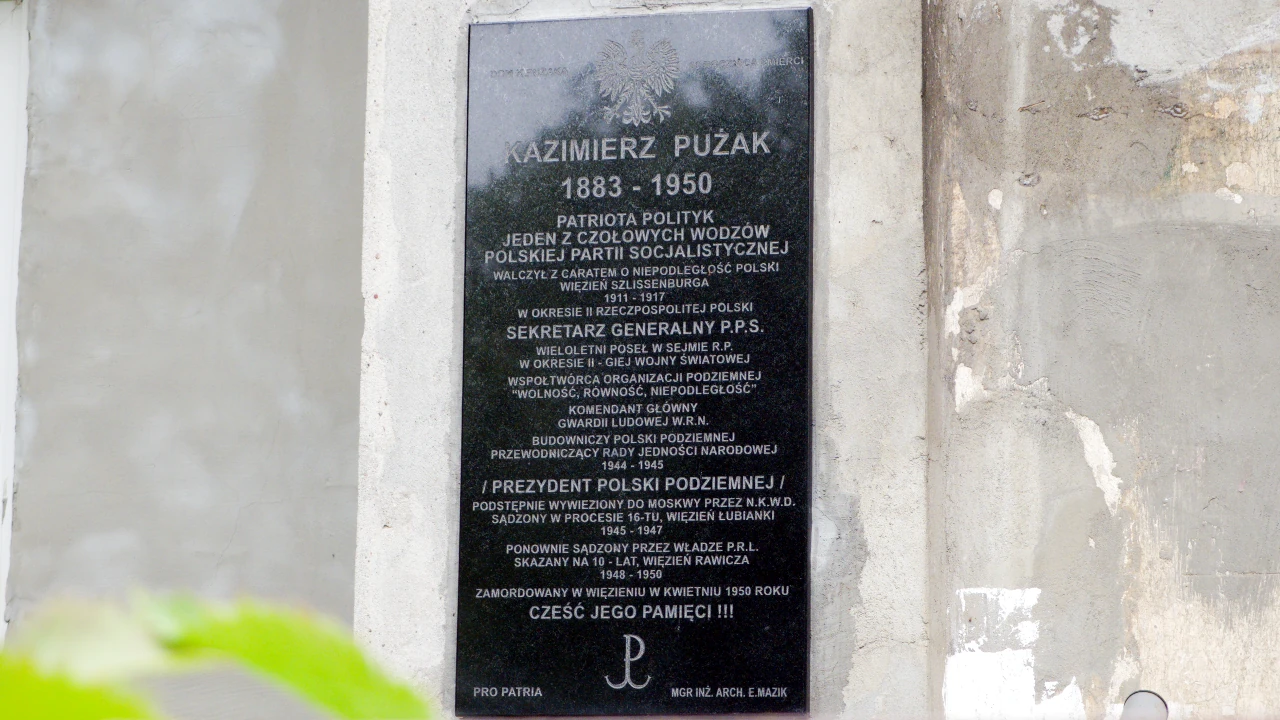 DOM K. PUŻAKA
ŚMIERCI
KAZIMIERZ PUŻAK
1883 - 1950
PATRIOTA POLITYK
JEDEN Z CZOŁOWYCH WODZÓW
POLSKIEJ PARTII SOCJALISTYCZNEJ
WALCZYŁ Z CARATEM O NIEPODLEGŁOŚĆ POLSKI
WIĘZIEŃ SZLISSENBURGA
1911 - 1917
W OKRESIE II RZECZPOSPOLITEJ POLSKI
SEKRETARZ GENERALNY P.P.S.
WIELOLETNI POSEŁ W SEJMIE R.P.
W OKRESIE II - GIEJ WOJNY ŚWIATOWEJ
WSPÓŁTWÓRCA ORGANIZACJI PODZIEMNEJ
"WOLNOŚĆ, RÓWNOŚĆ, NIEPODLEGŁOŚĆ"
KOMENDANT GŁÓWNY
GWARDII LUDOWEJ W.R.N.
BUDOWNICZY POLSKI PODZIEMNEJ
PRZEWODNICZĄCY RADY JEDNOŚCI NARODOWEJ
1944 - 1945
/ PREZYDENT POLSKI PODZIEMNEJ /
PODSTĘPNIE WYWIEZIONY DO MOSKWY PRZEZ N.K.W.D.
SĄDZONY W PROCESIE 16-TU, WIĘZIEŃ ŁUBIANKI
1945 - 1947
PONOWNIE SĄDZONY PRZEZ WŁADZE P.R.L.
SKAZANY NA 10 - LAT, WIĘZIEŃ RAWICZA
1948 - 1950
ZAMORDOWANY W WIĘZIENIU W KWIETNIU 1950 ROKU
CZEŚĆ JEGO PAMIĘCI !!!
PRO PATRIA
MGR INŻ. ARCH. E.MAZIK